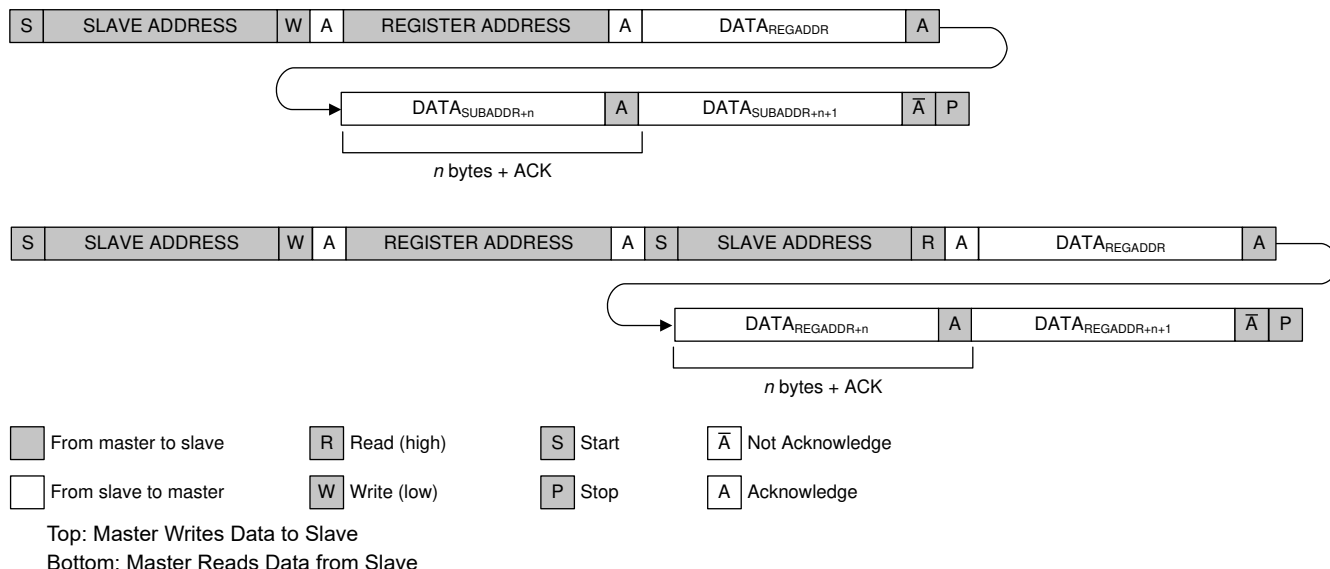 S SLAVE ADDRESS W A REGISTER ADDRESS A DATAREGADDR A
DATASUBADDR+n A DATASUBADDR+n+1 A̅ P
n bytes + ACK
S SLAVE ADDRESS W A REGISTER ADDRESS A S SLAVE ADDRESS R A DATAREGADDR A
DATAREGADDR+n A DATAREGADDR+n+1 A̅ P
n bytes + ACK
From master to slave R Read (high) S Start A̅ Not Acknowledge
From slave to master W Write (low) P Stop A Acknowledge
Top: Master Writes Data to Slave
Bottom: Master Reads Data from Slave